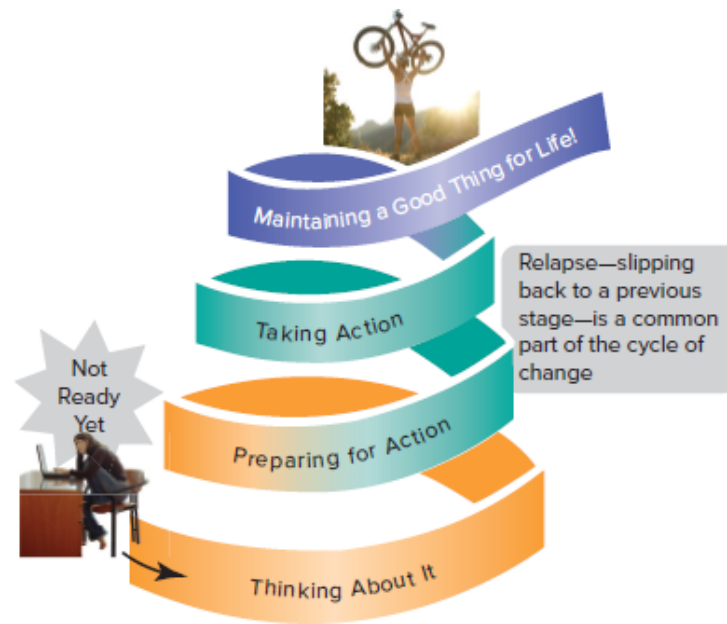 Maintaining a Good Thing for Life!
Taking Action
Relapse—slipping
back to a previous
stage—is a common
part of the cycle of
change
Not
Ready
Yet
Preparing for Action
Thinking About It